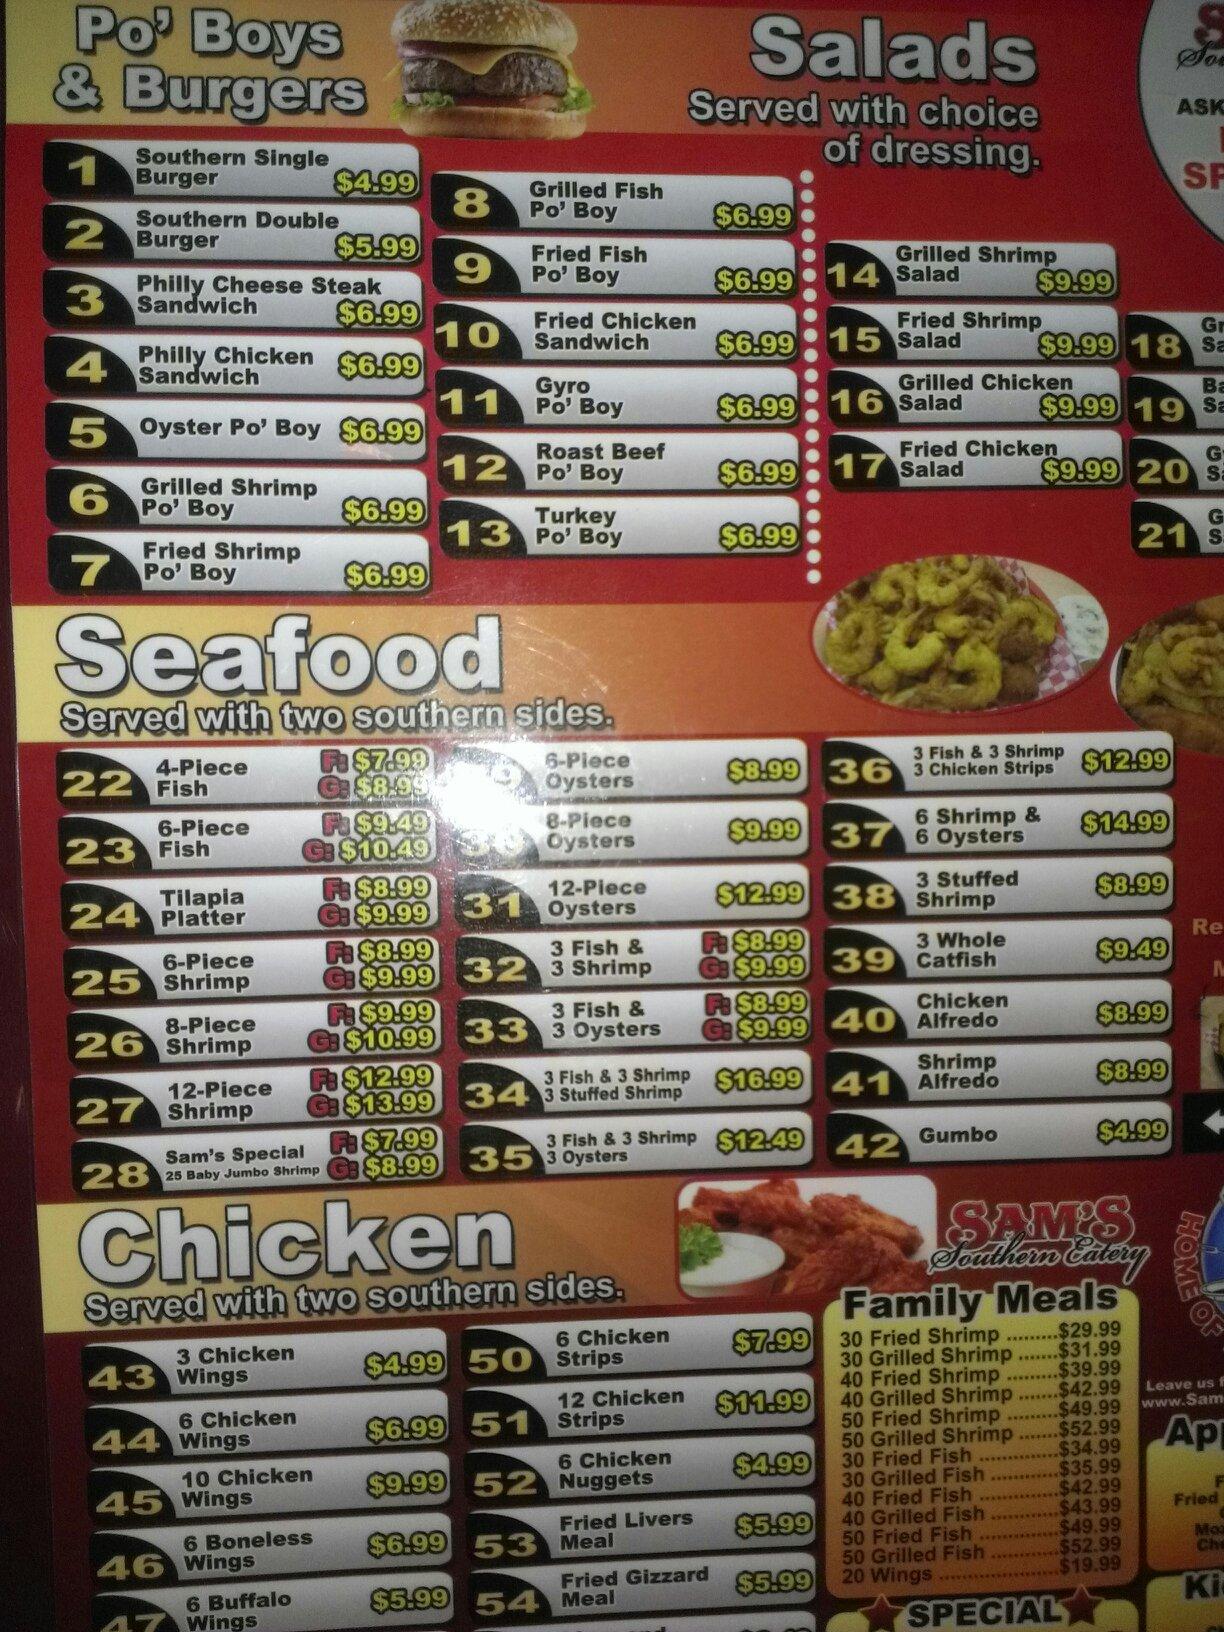 Po' Boys
& Burgers
1 Southern Single
Burger $4.99
2 Southern Double
Burger $5.99
3 Philly Cheese Steak
Sandwich $6.99
4 Philly Chicken
Sandwich $6.99
5 Oyster Po' Boy $6.99
6 Grilled Shrimp
Po' Boy $6.99
7 Fried Shrimp
Po' Boy $6.99
8 Grilled Fish
Po' Boy $6.99
9 Fried Fish
Po' Boy $6.99
10 Fried Chicken
Sandwich $6.99
11 Gyro
Po' Boy $6.99
12 Roast Beef
Po' Boy $6.99
13 Turkey
Po' Boy $6.99
Salads
Served with choice
of dressing.
14 Grilled Shrimp
Salad $9.99
15 Fried Shrimp
Salad $9.99
16 Grilled Chicken
Salad $9.99
17 Fried Chicken
Salad $9.99
18
19
20
21
ASK
Seafood
Served with two southern sides.
22 4-Piece F: $7.99
Fish G: $8.99
23 6-Piece F: $9.49
Fish G: $10.49
24 Tilapia F: $8.99
Platter G: $9.99
25 6-Piece F: $8.99
Shrimp G: $9.99
26 8-Piece F: $9.99
Shrimp G: $10.99
27 12-Piece F: $12.99
Shrimp G: $13.99
28 Sam's Special F: $7.99
25 Baby Jumbo Shrimp G: $8.99
6-Piece
Oysters $8.99
8-Piece
Oysters $9.99
31 12-Piece
Oysters $12.99
32 3 Fish & F: $8.99
3 Shrimp G: $9.99
33 3 Fish & F: $8.99
3 Oysters G: $9.99
34 3 Fish & 3 Shrimp $16.99
3 Stuffed Shrimp
35 3 Fish & 3 Shrimp $12.49
3 Oysters
36 3 Fish & 3 Shrimp $12.99
3 Chicken Strips
37 6 Shrimp & $14.99
6 Oysters
38 3 Stuffed $8.99
Shrimp
39 3 Whole $9.49
Catfish
40 Chicken $8.99
Alfredo
41 Shrimp $8.99
Alfredo
42 Gumbo $4.99
Chicken
Served with two southern sides.
43 3 Chicken
Wings $4.99
44 6 Chicken
Wings $6.99
45 10 Chicken
Wings $9.99
46 6 Boneless
Wings $6.99
47 6 Buffalo
Wings $5.99
50 6 Chicken
Strips $7.99
51 12 Chicken
Strips $11.99
52 6 Chicken
Nuggets $4.99
53 Fried Livers
Meal $5.99
54 Fried Gizzard
Meal $5.99
SAM'S
Southern Eatery
HOME OF
Family Meals
30 Fried Shrimp .........$29.99
30 Grilled Shrimp .......$31.99
40 Fried Shrimp .........$39.99
40 Grilled Shrimp .......$42.99
50 Fried Shrimp .........$49.99
50 Grilled Shrimp .......$52.99
30 Fried Fish ............$34.99
30 Grilled Fish ..........$35.99
40 Fried Fish ............$42.99
40 Grilled Fish ..........$43.99
50 Fried Fish ............$49.99
50 Grilled Fish ..........$52.99
20 Wings .................$19.99
SPECIAL
Leave us
www.Sam
App
Fried